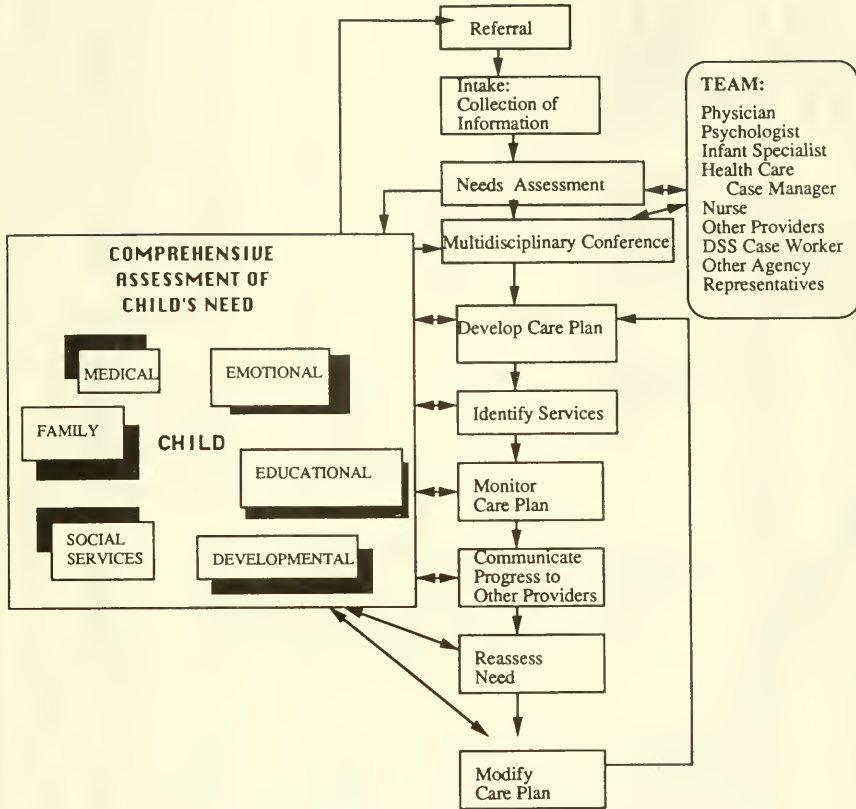 Referral
Intake:
Collection of
Information
Needs Assessment
Multidisciplinary Conference
TEAM:
Physician
Psychologist
Infant Specialist
Health Care
Case Manager
Nurse
Other Providers
DSS Case Worker
Other Agency
Representatives
COMPREHENSIVE
ASSESSMENT OF
CHILD'S NEED
MEDICAL
EMOTIONAL
FAMILY
CHILD
EDUCATIONAL
SOCIAL
SERVICES
DEVELOPMENTAL
Develop Care Plan
Identify Services
Monitor
Care Plan
Communicate
Progress to
Other Providers
Reassess
Need
Modify
Care Plan